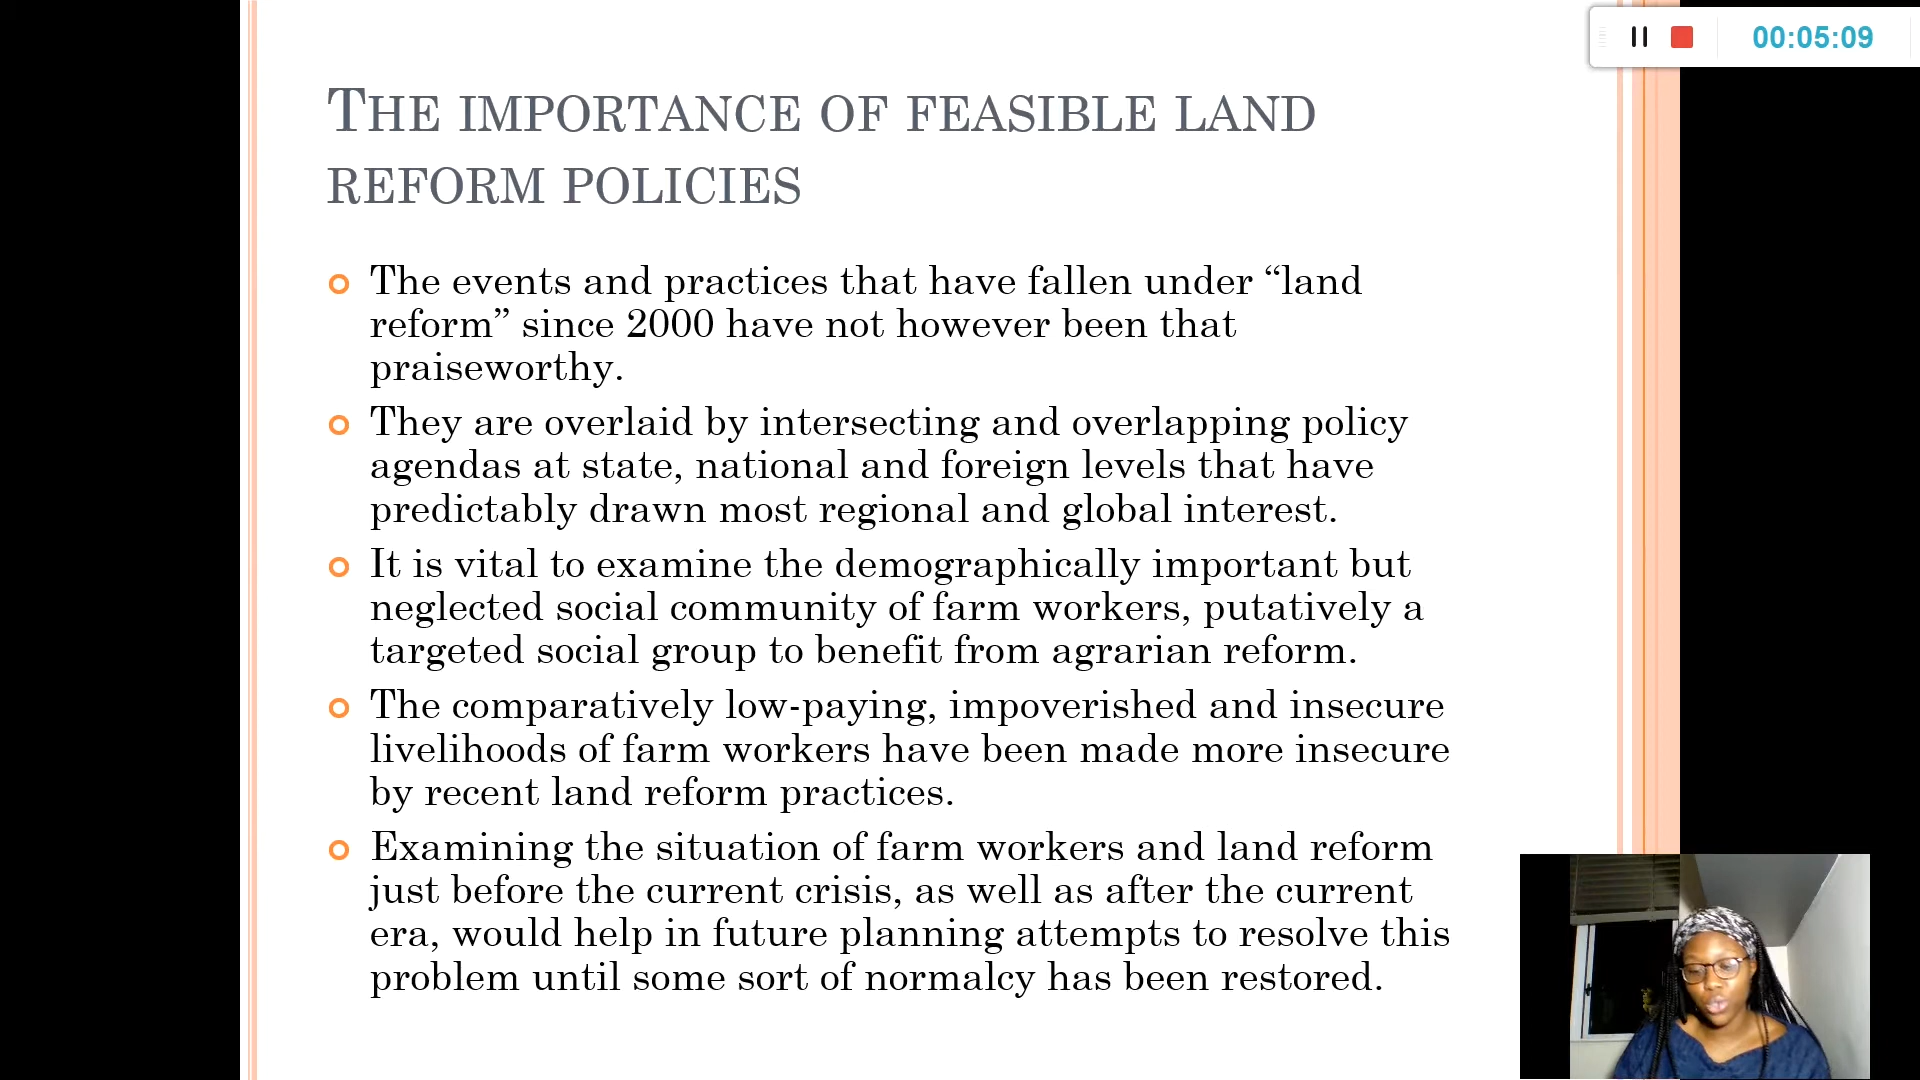 00:05:09
THE IMPORTANCE OF FEASIBLE LAND
REFORM POLICIES
The events and practices that have fallen under “land
reform” since 2000 have not however been that
praiseworthy.
They are overlaid by intersecting and overlapping policy
agendas at state, national and foreign levels that have
predictably drawn most regional and global interest.
It is vital to examine the demographically important but
neglected social community of farm workers, putatively a
targeted social group to benefit from agrarian reform.
The comparatively low-paying, impoverished and insecure
livelihoods of farm workers have been made more insecure
by recent land reform practices.
Examining the situation of farm workers and land reform
just before the current crisis, as well as after the current
era, would help in future planning attempts to resolve this
problem until some sort of normalcy has been restored.